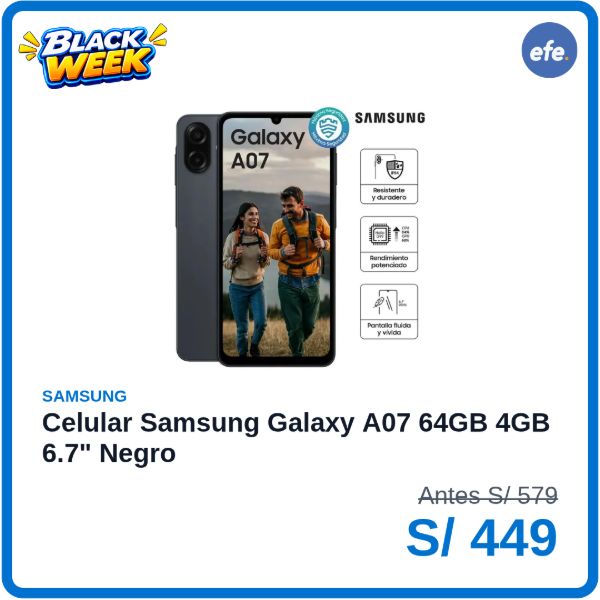 BLACK
WEEK
efe.
Galaxy
A07
SAMSUNG
IP54
Resistente
y duradero
Rendimiento
potenciado
Pantalla fluida
y vívida
SAMSUNG
Celular Samsung Galaxy A07 64GB 4GB
6.7" Negro
Antes S/ 579
S/ 449